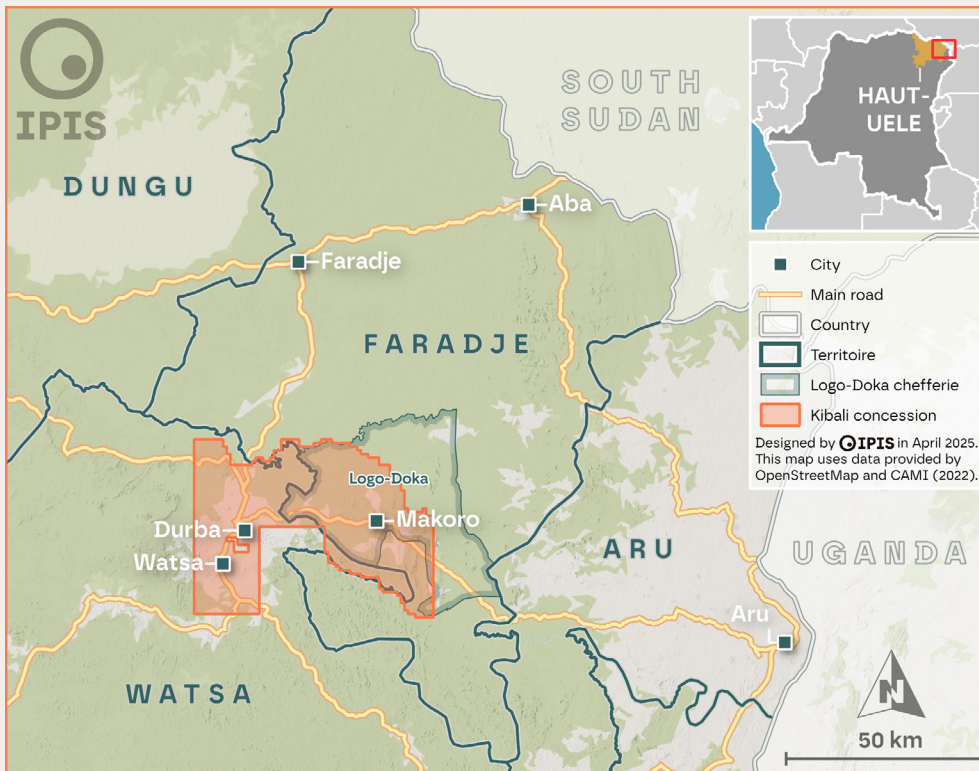 IPIS
SOUTH
SUDAN
HAUT-
UELE
DUNGU
Aba
Faradje
FARADJE
City
Main road
Country
Territoire
Logo-Doka chefferie
Kibali concession
Designed by IPIS in April 2025.
This map uses data provided by
OpenStreetMap and CAMI (2022).
Logo-Doka
Makoro
Durba
Watsa
ARU
UGANDA
Aru
WATSA
N
50 km